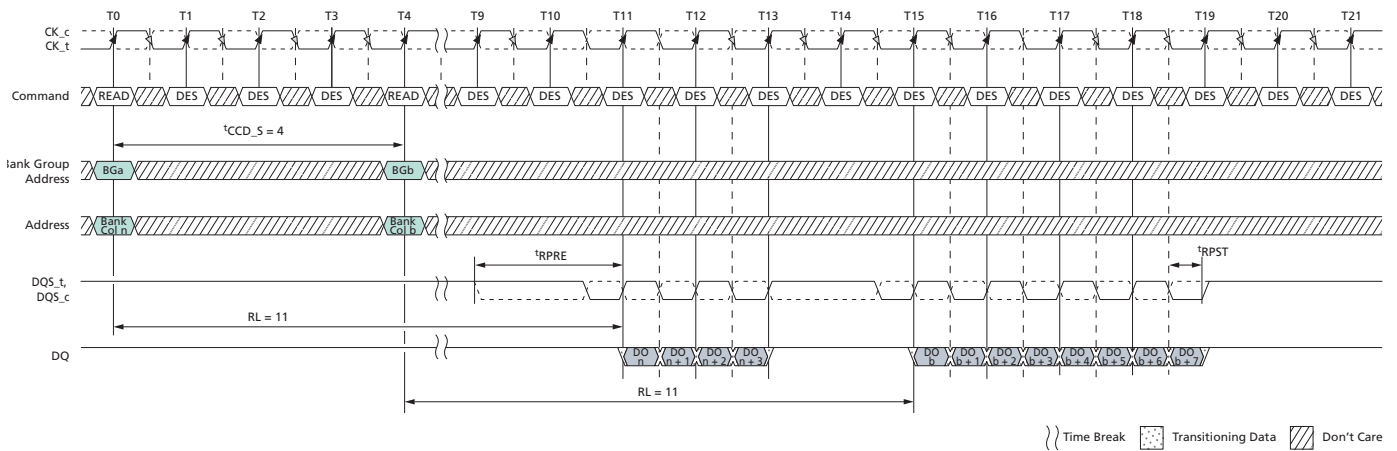 T0 T1 T2 T3 T4 T9 T10 T11 T12 T13 T14 T15 T16 T17 T18 T19 T20 T21
CK_c
CK_t
Command READ DES DES DES READ DES DES DES DES DES DES DES DES DES DES DES DES DES
tCCD_S = 4
Bank Group
Address
BGa BGb
Address
Bank
Col n
Bank
Col b
tRPRE tRPST
DQS_t,
DQS_c
RL = 11
DQ
DO
n
DO
n + 1
DO
n + 2
DO
n + 3
DO
b
DO
b + 1
DO
b + 2
DO
b + 3
DO
b + 4
DO
b + 5
DO
b + 6
DO
b + 7
RL = 11
Time Break Transitioning Data Don't Care